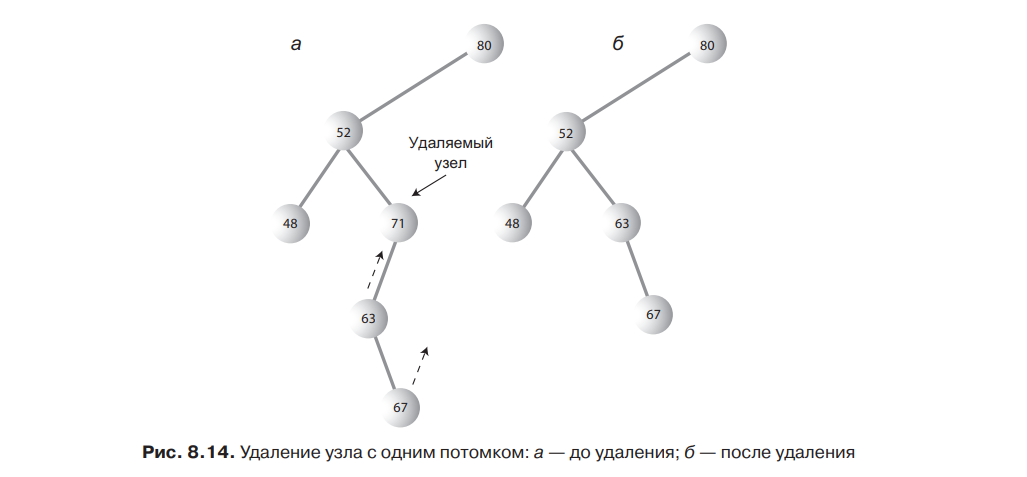 а
80
52
Удаляемый
узел
48
71
63
67
б
80
52
48
63
67
Рис. 8.14. Удаление узла с одним потомком: а — до удаления; б — после удаления